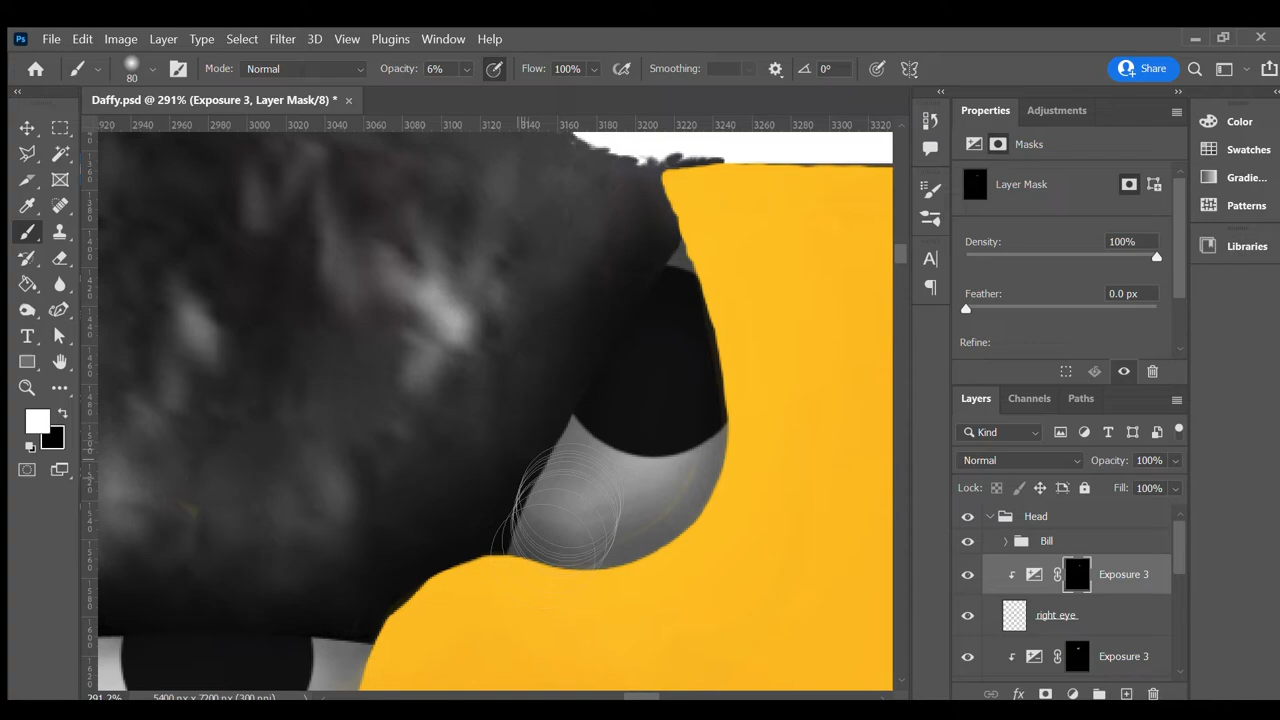 Ps File Edit Image Layer Type Select Filter 3D View Plugins Window Help
80 Mode: Normal Opacity: 6% Flow: 100% Smoothing: 0° Share
Daffy.psd @ 291% (Exposure 3, Layer Mask/8) *
920 2940 2960 2980 3000 3020 3040 3060 3080 3100 3120 3140 3160 3180 3200 3220 3240 3260 3280 3300 3320
Properties Adjustments
Masks
Layer Mask
Density: 100%
Feather: 0.0 px
Refine:
Color
Swatches
Gradie...
Patterns
Libraries
Layers Channels Paths
Kind
Normal Opacity: 100%
Lock: Fill: 100%
Head
Bill
Exposure 3
right eye
Exposure 3
291.2% 5400 px x 7200 px (300 ppi)